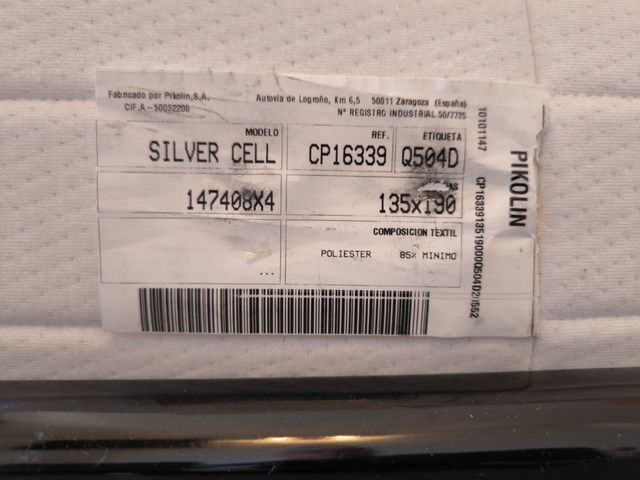 Fabricado por Pikolin,S.A.
CIF.A-50032200
Autovia de Logroño, Km 6,5 50011 Zaragoza (España)
Nº REGISTRO INDUSTRIAL 50/7735
MODELO
SILVER CELL
REF.
CP16339
ETIQUETA
Q504D
147408X4
135x190
COMPOSICION TEXTIL
POLIESTER 85% MINIMO
...
10101147
PIKOLIN